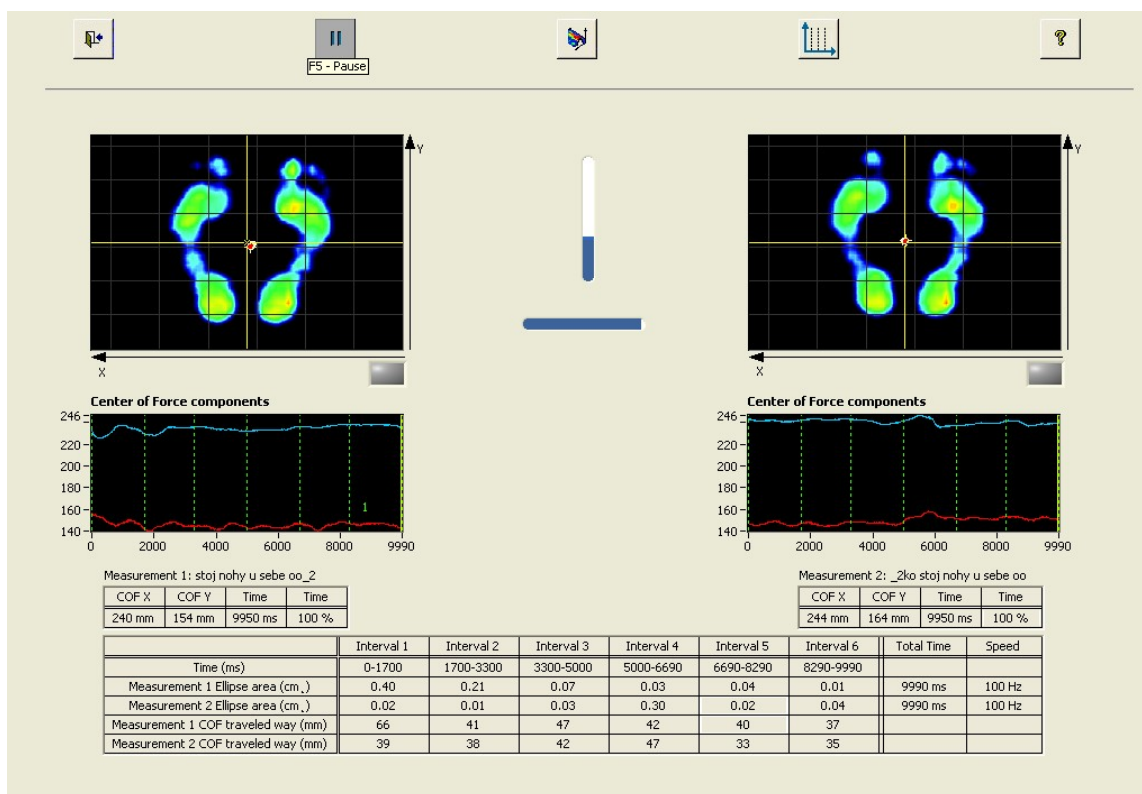 ?
F5 - Pause
Y
Y
X
X
Center of Force components
246
220
200
180
160
140
1
0 2000 4000 6000 8000 9990
Center of Force components
246
220
200
180
160
140
0 2000 4000 6000 8000 9990
Measurement 1: stoj nohy u sebe oo_2
COF X COF Y Time Time
240 mm 154 mm 9950 ms 100 %
Measurement 2: _2ko stoj nohy u sebe oo
COF X COF Y Time Time
244 mm 164 mm 9950 ms 100 %
Interval 1 Interval 2 Interval 3 Interval 4 Interval 5 Interval 6 Total Time Speed
Time (ms) 0-1700 1700-3300 3300-5000 5000-6690 6690-8290 8290-9990
Measurement 1 Ellipse area (cm˛) 0.40 0.21 0.07 0.03 0.04 0.01 9990 ms 100 Hz
Measurement 2 Ellipse area (cm˛) 0.02 0.01 0.03 0.30 0.02 0.04 9990 ms 100 Hz
Measurement 1 COF traveled way (mm) 66 41 47 42 40 37
Measurement 2 COF traveled way (mm) 39 38 42 47 33 35